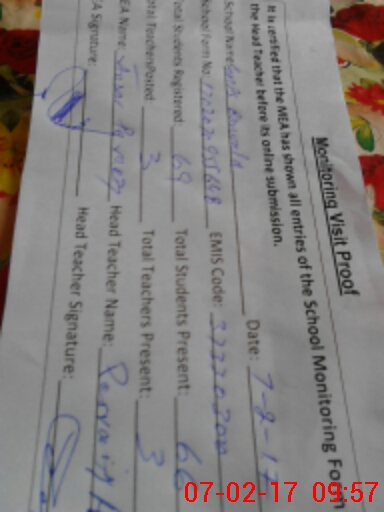 Monitoring Visit Proof
It is certified that the MEA has shown all entries of the School Monitoring Form
the Head Teacher before its online submission.
Date: 7-2-17
School Name:
School Form No: EMIS Code:
Total Students Registered: 69 Total Students Present: 66
Total Teachers Posted: 3 Total Teachers Present: 3
EA Name: Head Teacher Name:
EA Signature: Head Teacher Signature:
07-02-17 09:57